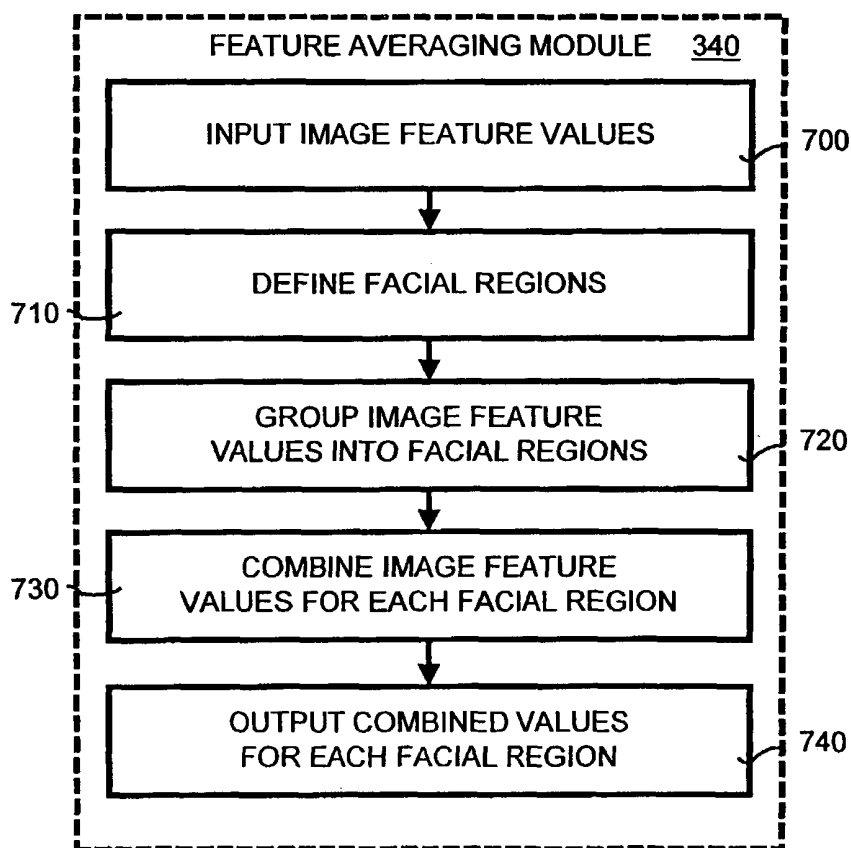 FEATURE AVERAGING MODULE 340
INPUT IMAGE FEATURE VALUES
700
DEFINE FACIAL REGIONS
710
GROUP IMAGE FEATURE
VALUES INTO FACIAL REGIONS
720
COMBINE IMAGE FEATURE
VALUES FOR EACH FACIAL REGION
730
OUTPUT COMBINED VALUES
FOR EACH FACIAL REGION
740